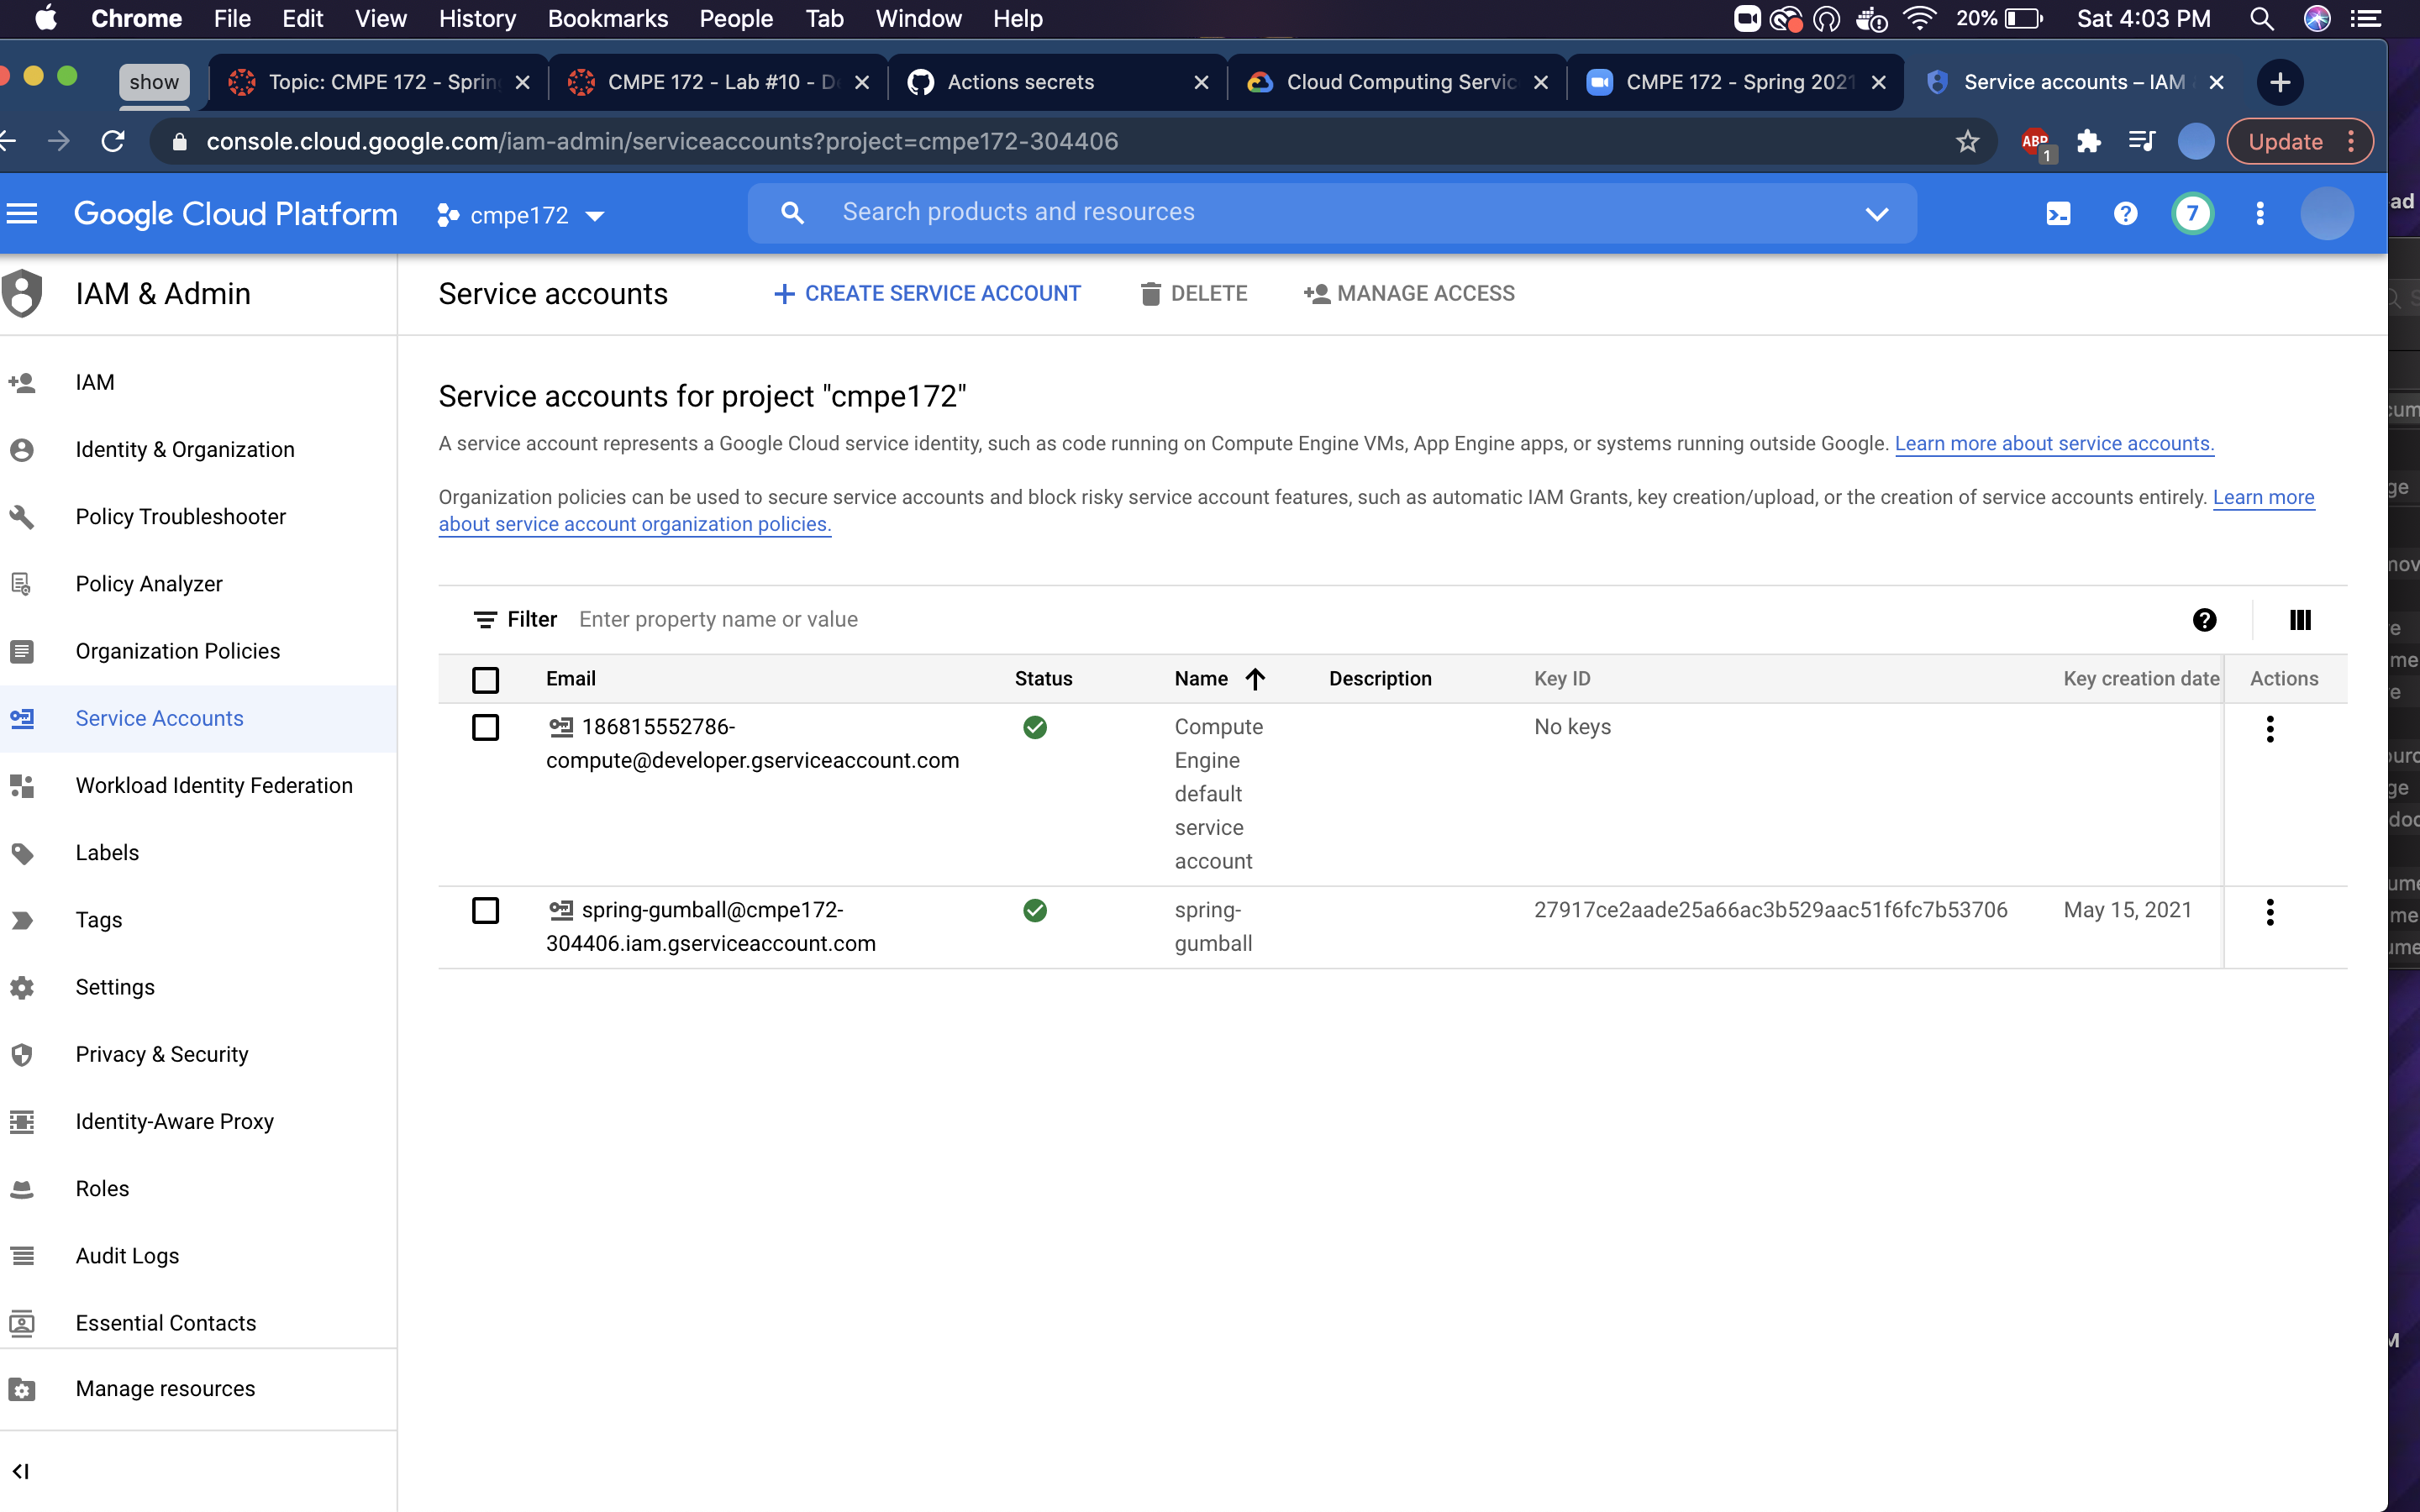 Chrome File Edit View History Bookmarks People Tab Window Help 20% Sat 4:03 PM
show Topic: CMPE 172 - Sprin CMPE 172 - Lab #10 - D Actions secrets Cloud Computing Servic CMPE 172 - Spring 2021 Service accounts – IAM
console.cloud.google.com/iam-admin/serviceaccounts?project=cmpe172-304406 ABP 1 Update
Google Cloud Platform cmpe172 Search products and resources 7
IAM & Admin
Service accounts CREATE SERVICE ACCOUNT DELETE MANAGE ACCESS
IAM
Identity & Organization
Policy Troubleshooter
Policy Analyzer
Organization Policies
Service Accounts
Workload Identity Federation
Labels
Tags
Settings
Privacy & Security
Identity-Aware Proxy
Roles
Audit Logs
Essential Contacts
Manage resources
Service accounts for project "cmpe172"
A service account represents a Google Cloud service identity, such as code running on Compute Engine VMs, App Engine apps, or systems running outside Google. Learn more about service accounts.
Organization policies can be used to secure service accounts and block risky service account features, such as automatic IAM Grants, key creation/upload, or the creation of service accounts entirely. Learn more
about service account organization policies.
Filter Enter property name or value
Email Status Name Description Key ID Key creation date Actions
186815552786-
compute@developer.gserviceaccount.com
Compute
Engine
default
service
account
No keys
spring-gumball@cmpe172-
304406.iam.gserviceaccount.com
spring-
gumball
27917ce2aade25a66ac3b529aac51f6fc7b53706
May 15, 2021